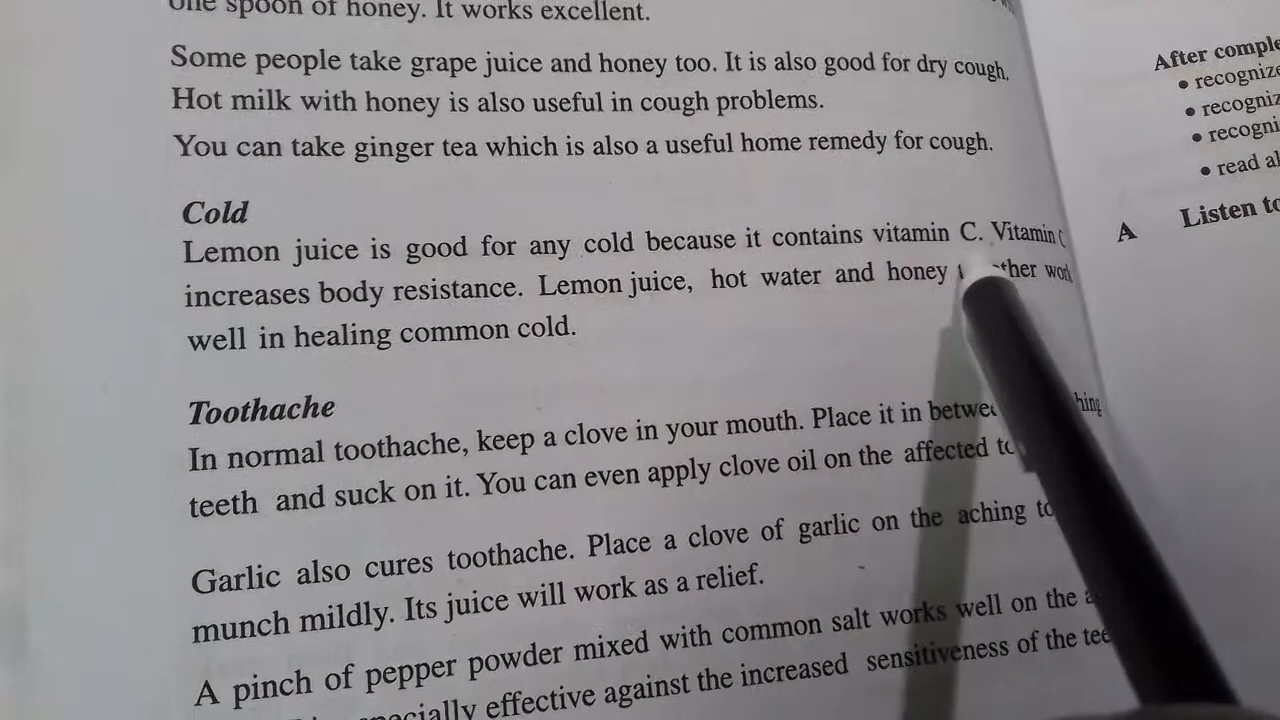 one spoon of honey. It works excellent.
Some people take grape juice and honey too. It is also good for dry cough.
Hot milk with honey is also useful in cough problems.
You can take ginger tea which is also a useful home remedy for cough.
Cold
Lemon juice is good for any cold because it contains vitamin C. Vitamin C
increases body resistance. Lemon juice, hot water and honey
well in healing common cold.
Toothache
In normal toothache, keep a clove in your mouth. Place it in
teeth and suck on it. You can even apply clove oil on the affected
Garlic also cures toothache. Place a clove of garlic on the aching
munch mildly. Its juice will work as a relief.
A pinch of pepper powder mixed with common salt works well on the
effective against the increased sensitiveness of the
After
• recognize
•
•
• read
A Listen to